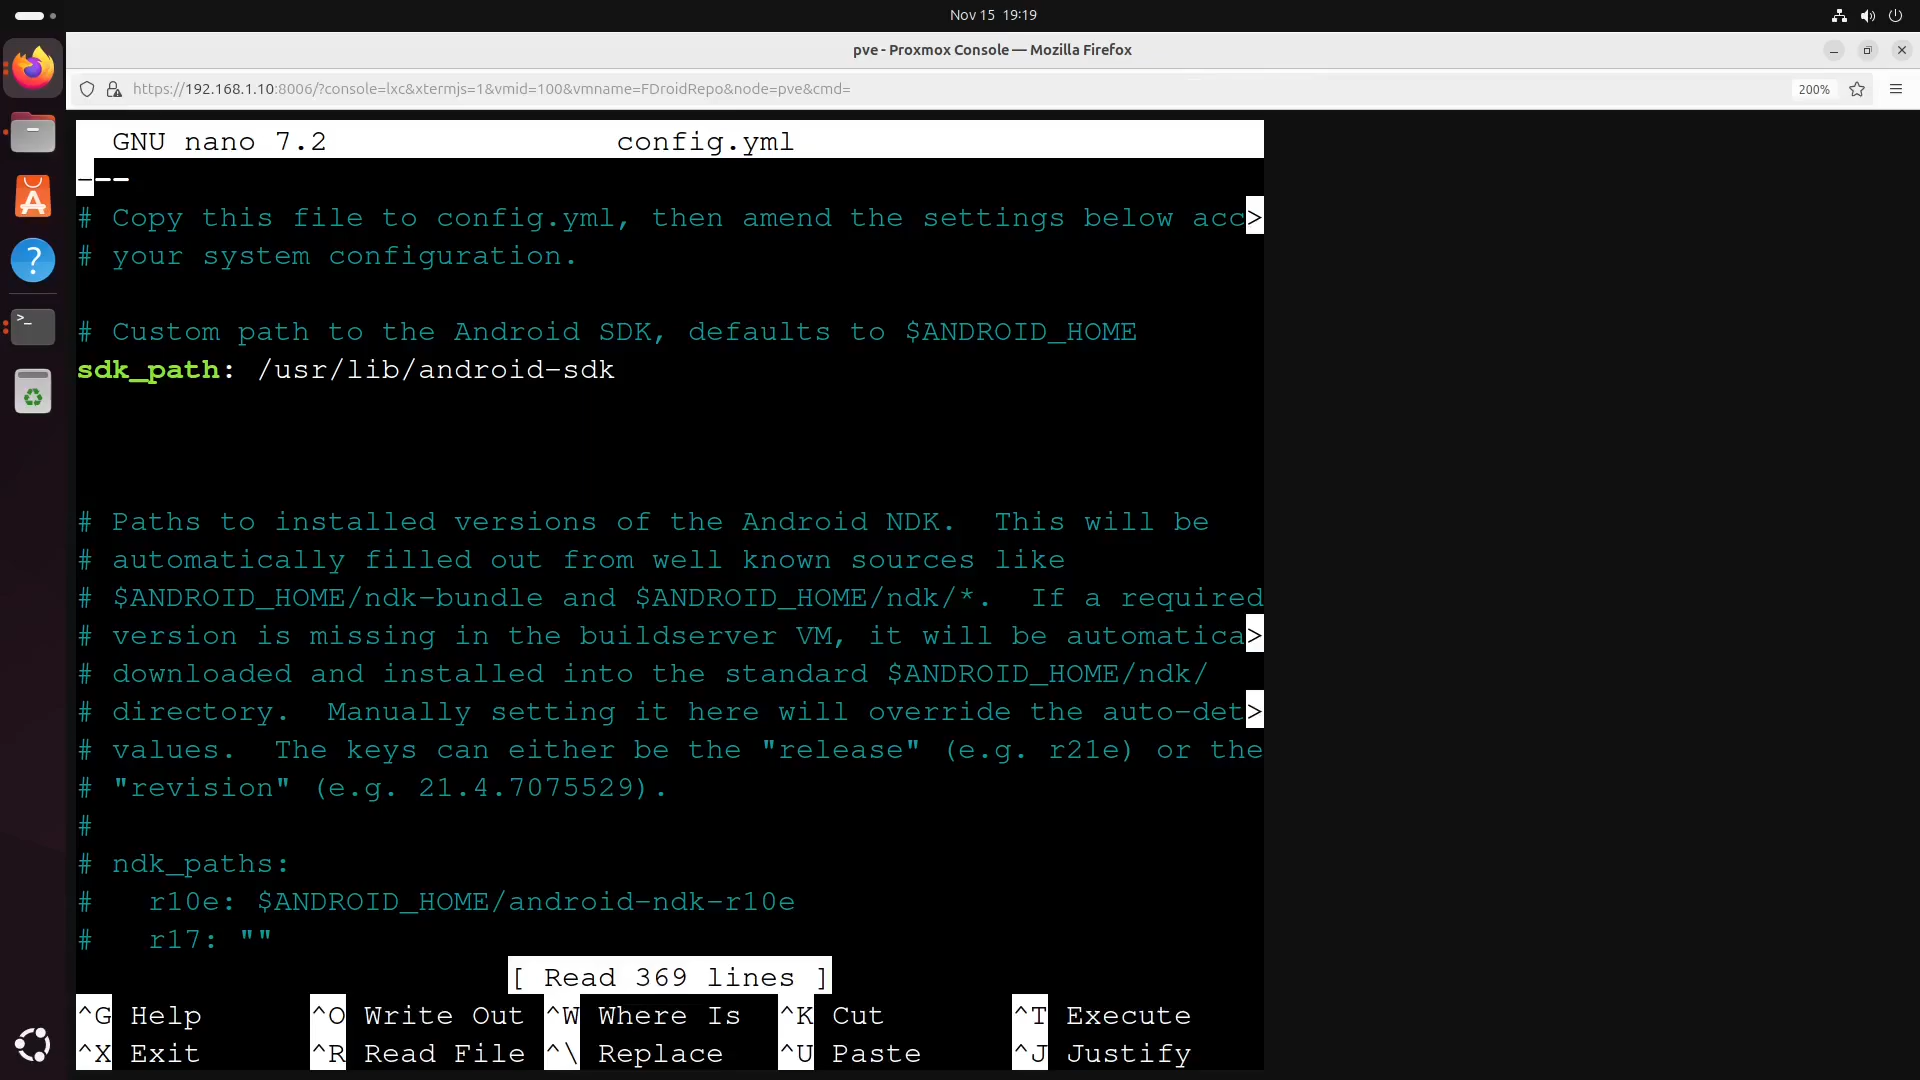 Nov 15 19:19
pve - Proxmox Console — Mozilla Firefox
https://192.168.1.10:8006/?console=lxc&xtermjs=1&vmid=100&vmname=FDroidRepo&node=pve&cmd=
200%
GNU nano 7.2 config.yml
---
# Copy this file to config.yml, then amend the settings below acc>
# your system configuration.
# Custom path to the Android SDK, defaults to $ANDROID_HOME
sdk_path: /usr/lib/android-sdk
# Paths to installed versions of the Android NDK.  This will be
# automatically filled out from well known sources like
# $ANDROID_HOME/ndk-bundle and $ANDROID_HOME/ndk/*.  If a required
# version is missing in the buildserver VM, it will be automatica>
# downloaded and installed into the standard $ANDROID_HOME/ndk/
# directory.  Manually setting it here will override the auto-det>
# values.  The keys can either be the "release" (e.g. r21e) or the
# "revision" (e.g. 21.4.7075529).
#
# ndk_paths:
#   r10e: $ANDROID_HOME/android-ndk-r10e
#   r17: ""
[ Read 369 lines ]
^G Help ^O Write Out ^W Where Is ^K Cut ^T Execute
^X Exit ^R Read File ^\ Replace ^U Paste ^J Justify